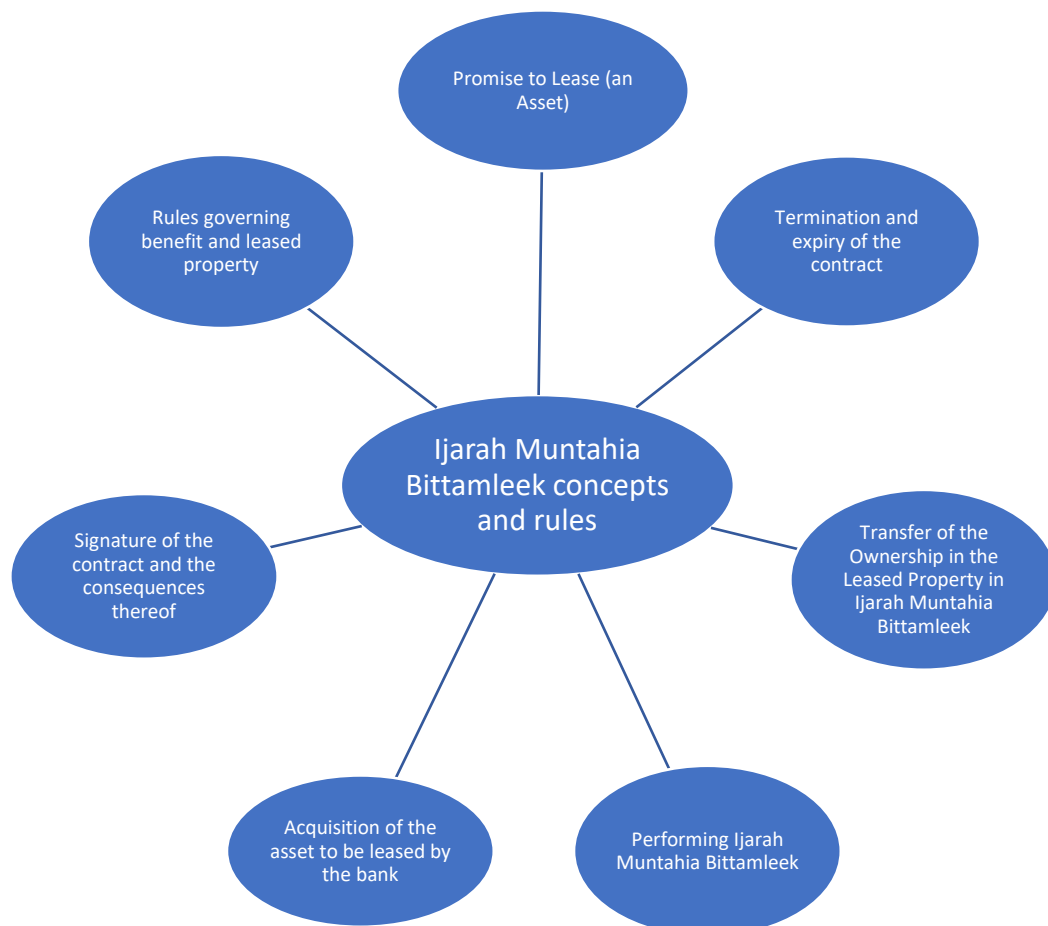 Promise to Lease (an
Asset)
Rules governing
benefit and leased
property
Termination and
expiry of the
contract
Ijarah Muntahia
Bittamleek concepts
and rules
Signature of the
contract and the
consequences
thereof
Transfer of the
Ownership in the
Leased Property in
Ijarah Muntahia
Bittamleek
Acquisition of the
asset to be leased by
the bank
Performing Ijarah
Muntahia Bittamleek